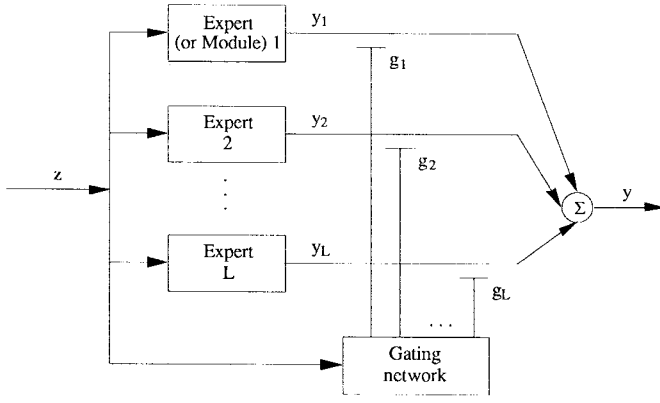 Expert
(or Module) 1
y1
g1
Expert
2
y2
g2
z
.
.
.
Σ
y
Expert
L
yL
gL
...
Gating
network